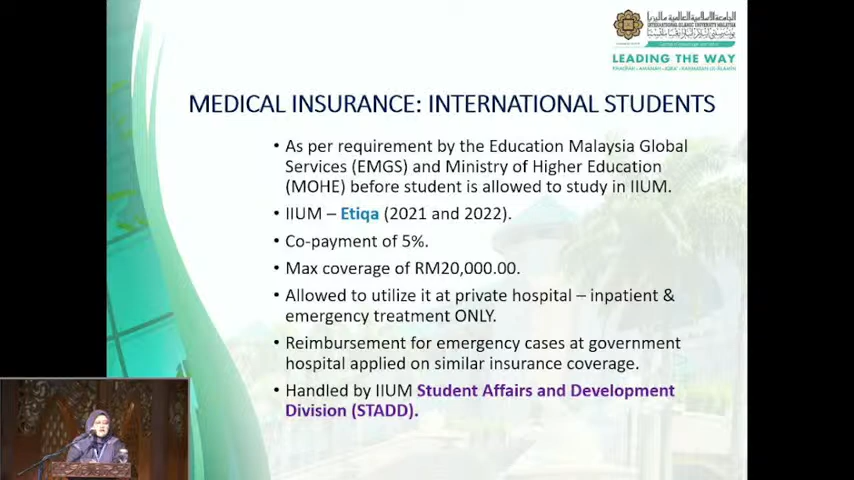 INTERNATIONAL ISLAMIC UNIVERSITY MALAYSIA
LEADING THE WAY
MEDICAL INSURANCE: INTERNATIONAL STUDENTS
• As per requirement by the Education Malaysia Global
Services (EMGS) and Ministry of Higher Education
(MOHE) before student is allowed to study in IIUM.
• IIUM – Etiqa (2021 and 2022).
• Co-payment of 5%.
• Max coverage of RM20,000.00.
• Allowed to utilize it at private hospital – inpatient &
emergency treatment ONLY.
• Reimbursement for emergency cases at government
hospital applied on similar insurance coverage.
• Handled by IIUM Student Affairs and Development
Division (STADD).